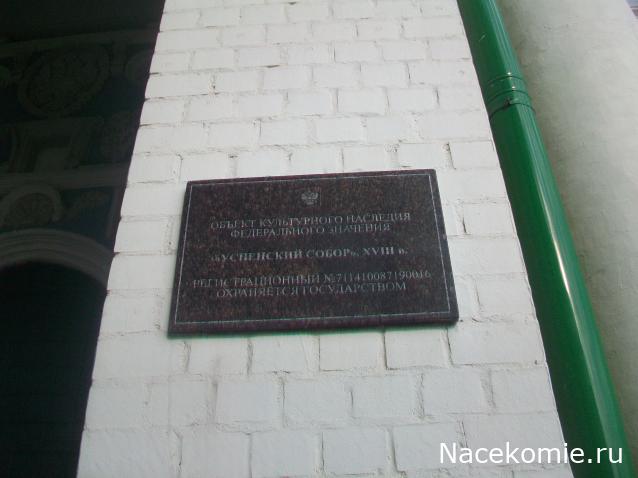 ОБЪЕКТ КУЛЬТУРНОГО НАСЛЕДИЯ
ФЕДЕРАЛЬНОГО ЗНАЧЕНИЯ
«УСПЕНСКИЙ СОБОР», XVIII в.
РЕГИСТРАЦИОННЫЙ №711410087190016
ОХРАНЯЕТСЯ ГОСУДАРСТВОМ
Nacekomie.ru